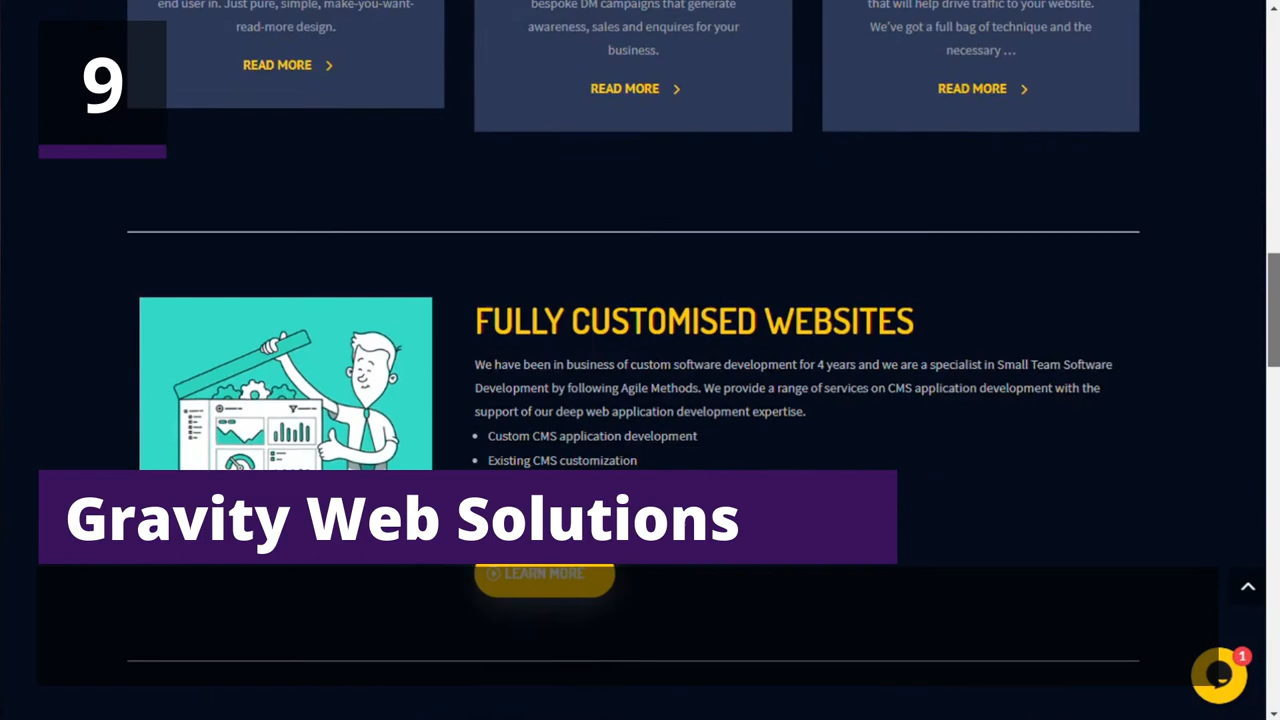 end user in. Just pure, simple, make-you-want-
read-more design.
READ MORE
bespoke DM campaigns that generate
awareness, sales and enquires for your
business.
READ MORE
that will help drive traffic to your website.
We've got a full bag of technique and the
necessary ...
READ MORE
9
FULLY CUSTOMISED WEBSITES
We have been in business of custom software development for 4 years and we are a specialist in Small Team Software
Development by following Agile Methods. We provide a range of services on CMS application development with the
support of our deep web application development expertise.
• Custom CMS application development
• Existing CMS customization
Gravity Web Solutions
LEARN MORE
1